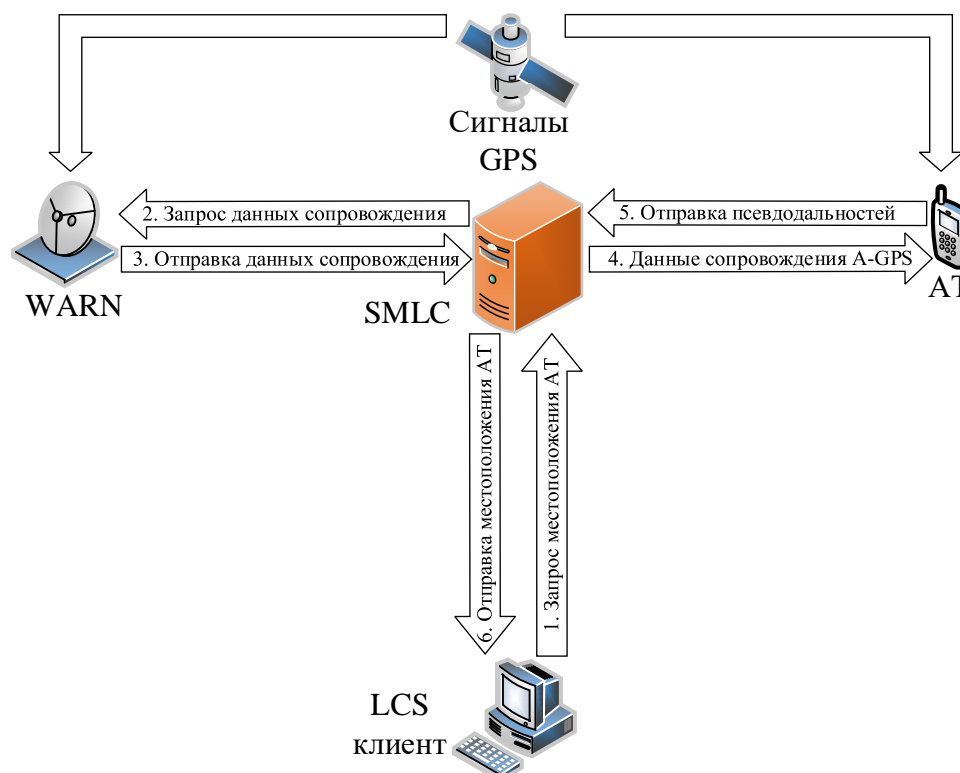 Сигналы
GPS
2. Запрос данных сопровождения
5. Отправка псевдодальностей
3. Отправка данных сопровождения
4. Данные сопровождения A-GPS
WARN
SMLC
АТ
6. Отправка местоположения АТ
1. Запрос местоположения АТ
LCS
клиент